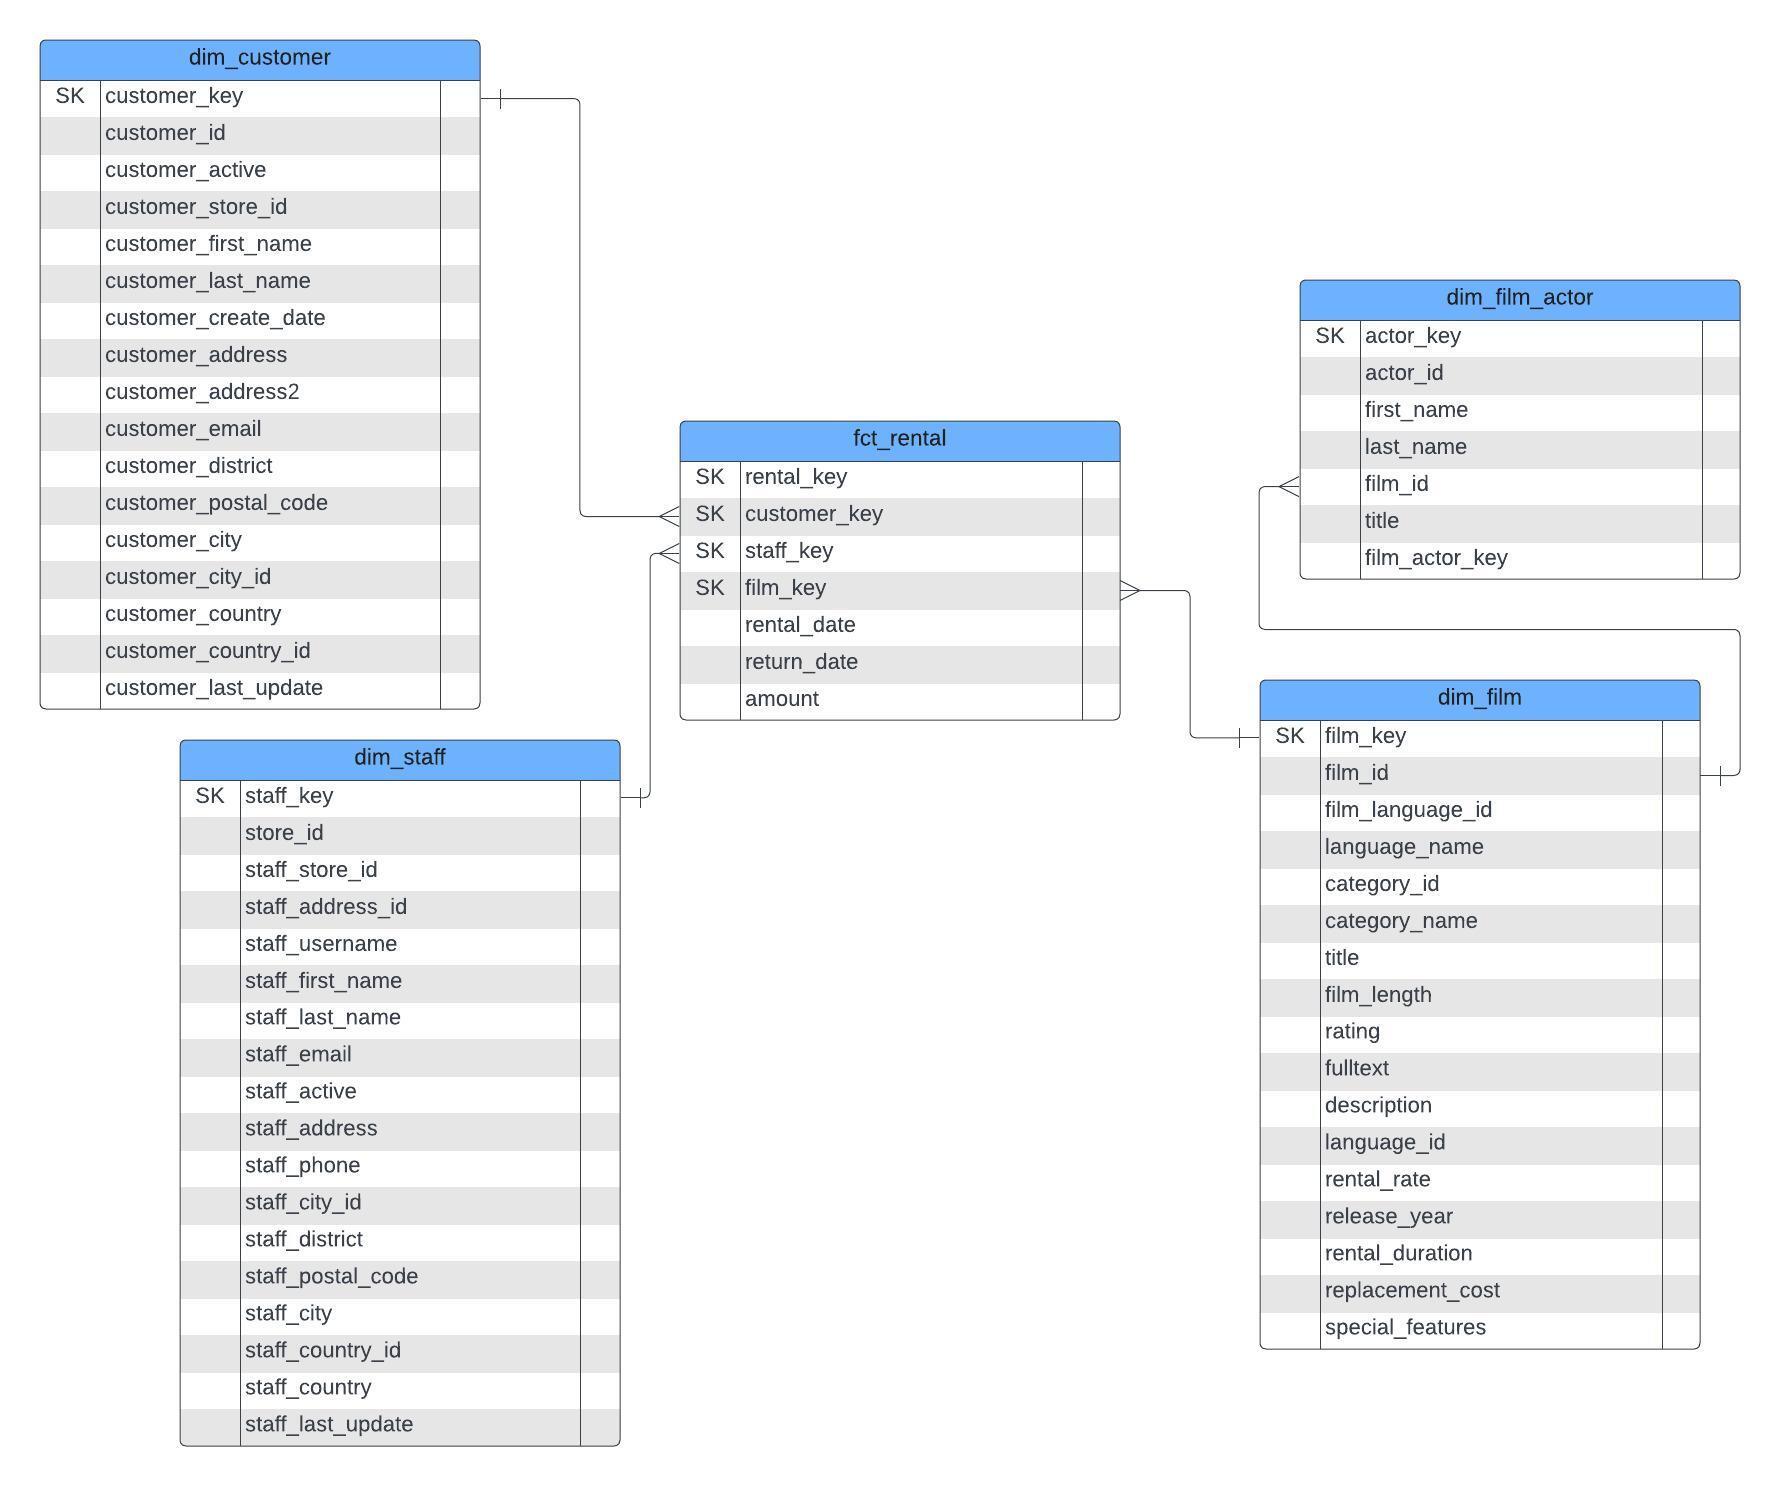 dim_customer
SK customer_key
customer_id
customer_active
customer_store_id
customer_first_name
customer_last_name
customer_create_date
customer_address
customer_address2
customer_email
customer_district
customer_postal_code
customer_city
customer_city_id
customer_country
customer_country_id
customer_last_update
dim_staff
SK staff_key
store_id
staff_store_id
staff_address_id
staff_username
staff_first_name
staff_last_name
staff_email
staff_active
staff_address
staff_phone
staff_city_id
staff_district
staff_postal_code
staff_city
staff_country_id
staff_country
staff_last_update
fct_rental
SK rental_key
SK customer_key
SK staff_key
SK film_key
rental_date
return_date
amount
dim_film_actor
SK actor_key
actor_id
first_name
last_name
film_id
title
film_actor_key
dim_film
SK film_key
film_id
film_language_id
language_name
category_id
category_name
title
film_length
rating
fulltext
description
language_id
rental_rate
release_year
rental_duration
replacement_cost
special_features